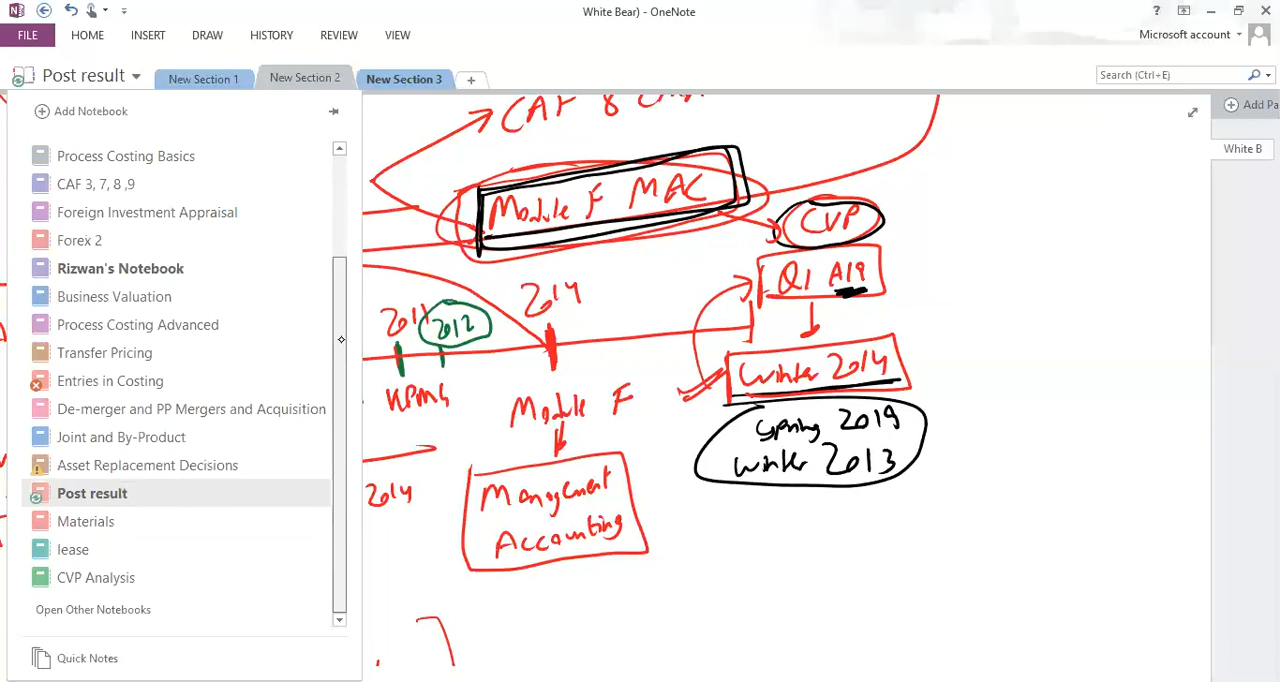 White Bear) - OneNote
Microsoft account
FILE HOME INSERT DRAW HISTORY REVIEW VIEW
Post result
New Section 1
New Section 2
New Section 3
Search (Ctrl+E)
Add Notebook
Add Pa
White B
Process Costing Basics
CAF 3, 7, 8 ,9
Foreign Investment Appraisal
Forex 2
Rizwan's Notebook
Business Valuation
Process Costing Advanced
Transfer Pricing
Entries in Costing
De-merger and PP Mergers and Acquisition
Joint and By-Product
Asset Replacement Decisions
Post result
Materials
lease
CVP Analysis
Open Other Notebooks
Quick Notes
CAF 8
Module F MAC
CVP
Q1 A19
2014
2011
2012
KPMG
Winter 2014
Module F
Spring 2019
Winter 2013
2014
Mangment
Accounting